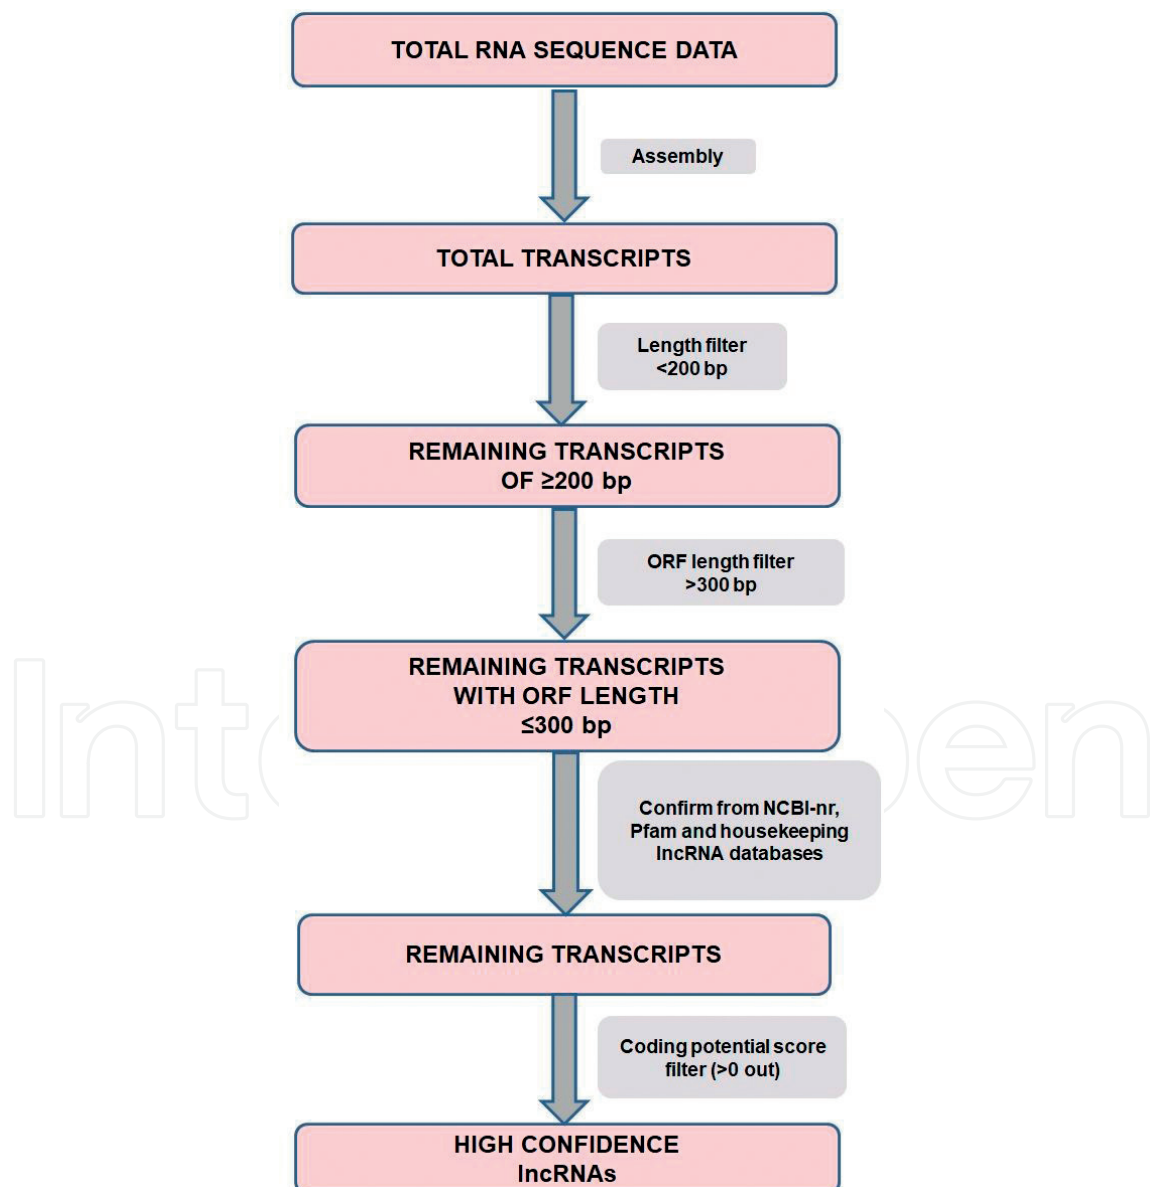 TOTAL RNA SEQUENCE DATA
Assembly
TOTAL TRANSCRIPTS
Length filter
<200 bp
REMAINING TRANSCRIPTS
OF ≥200 bp
ORF length filter
>300 bp
REMAINING TRANSCRIPTS
WITH ORF LENGTH
≤300 bp
Confirm from NCBI-nr,
Pfam and housekeeping
lncRNA databases
REMAINING TRANSCRIPTS
Coding potential score
filter (>0 out)
HIGH CONFIDENCE
lncRNAs